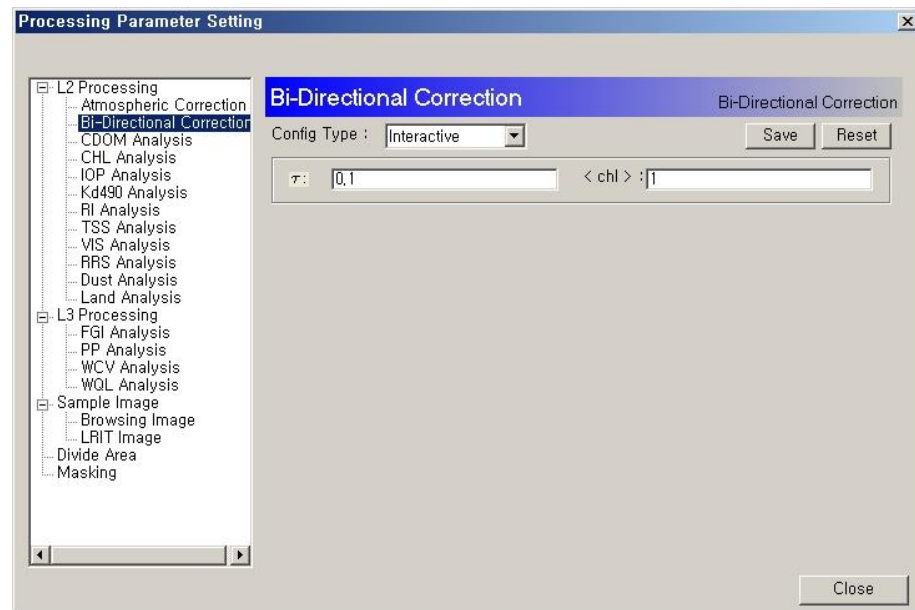 Processing Parameter Setting
L2 Processing
Atmospheric Correction
Bi-Directional Correction
CDOM Analysis
CHL Analysis
IOP Analysis
Kd490 Analysis
RI Analysis
TSS Analysis
VIS Analysis
RRS Analysis
Dust Analysis
Land Analysis
L3 Processing
FGI Analysis
PP Analysis
WCV Analysis
WQL Analysis
Sample Image
Browsing Image
LRIT Image
Divide Area
Masking
Bi-Directional Correction
Bi-Directional Correction
Config Type : Interactive
Save Reset
τ: 0,1 < chl > : 1
Close